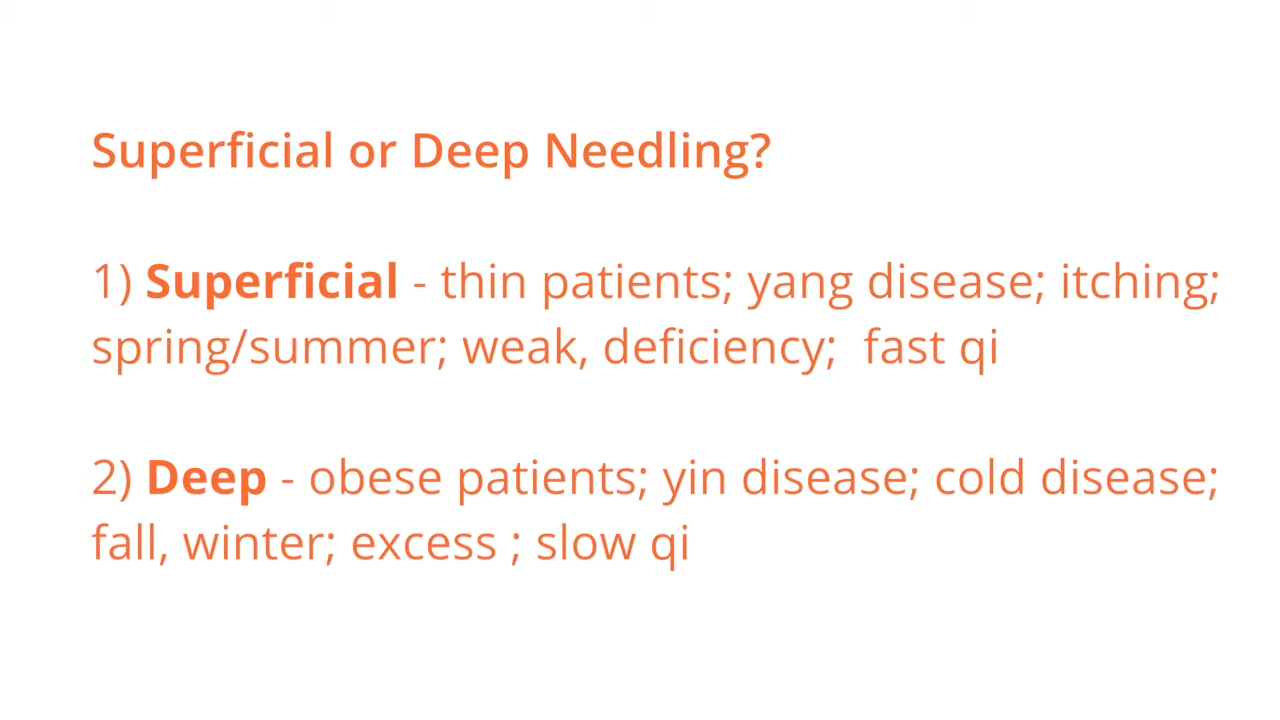 Superficial or Deep Needling?
1) Superficial - thin patients; yang disease; itching;
spring/summer; weak, deficiency;  fast qi
2) Deep - obese patients; yin disease; cold disease;
fall, winter; excess ; slow qi